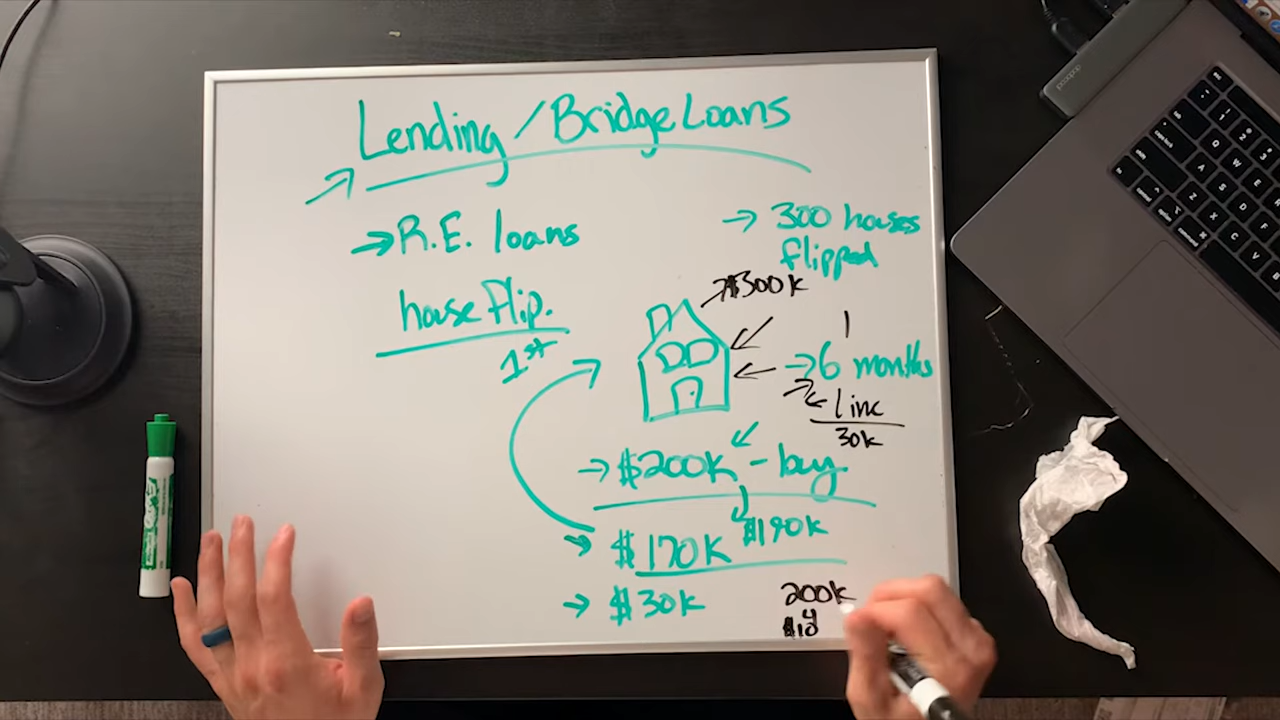 Lending / Bridge Loans
→ R.E. loans
→ 300 houses
flipped
house flip.
1st
$300k
→ 6 months
1 inc
30k
→ $200k - buy
$170k $190k
→ $30k
200k